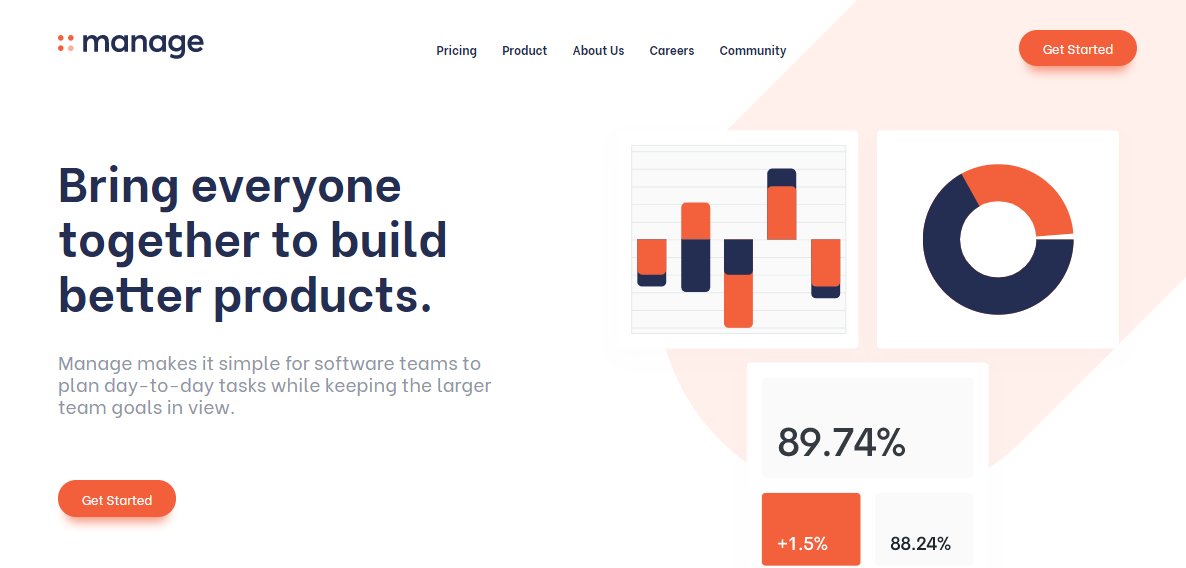 manage
Pricing
Product
About Us
Careers
Community
Get Started
Bring everyone
together to build
better products.
Manage makes it simple for software teams to
plan day-to-day tasks while keeping the larger
team goals in view.
Get Started
89.74%
+1.5%
88.24%